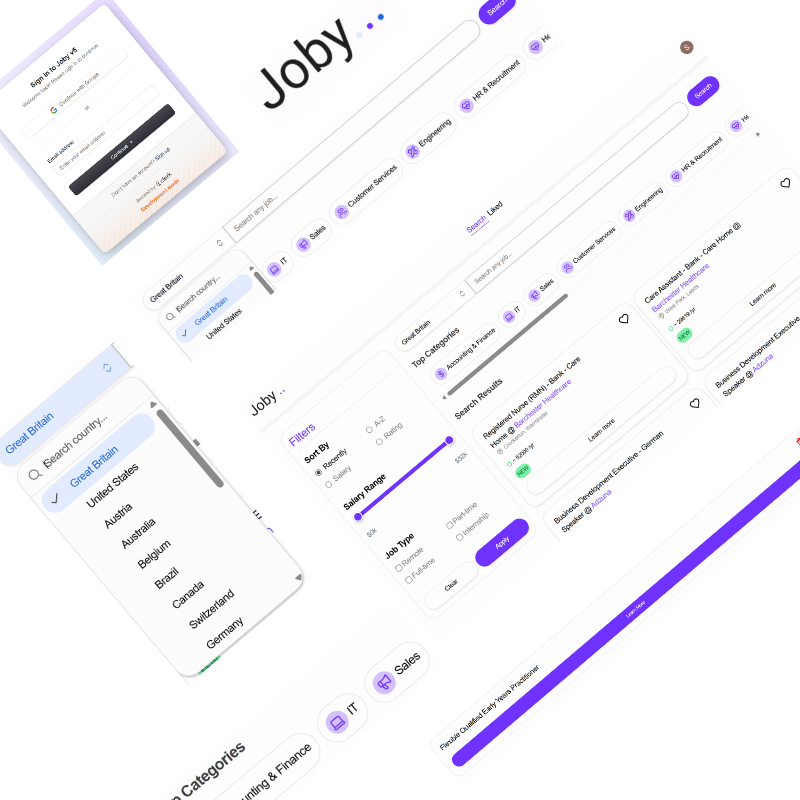 Sign in to Joby v5
Welcome back! Please sign in to continue
Continue with Google
or
Email address
Enter your email address
Continue
Don't have an account? Sign up
Secured by clerk
Development mode
Joby...
Search
Great Britain
Search any job...
Search country...
Great Britain
United States
IT
Sales
Customer Services
Engineering
HR & Recruitment
He
S
Search Liked
Great Britain
Search any job...
Search
Top Categories
Accounting & Finance
IT
Sales
Customer Services
Engineering
HR & Recruitment
He
Joby...
Filters
Sort By
Recently
A-Z
Salary
Rating
Salary Range
$0k
$52k
Job Type
Remote
Part-time
Full-time
Internship
Clear
Apply
Search Results
Registered Nurse (RMN) - Bank - Care
Home @ Barchester Healthcare
Crockerton, Warminster
NEW
Learn more
Care Assistant - Bank - Care Home @
Barchester Healthcare
West Park, Leeds
NEW
Learn more
Business Development Executive - German
Speaker @ Adzuna
Business Development Executive
Speaker @ Adzuna
Great Britain
Search country...
Great Britain
United States
Austria
Australia
Belgium
Brazil
Canada
Switzerland
Germany
p Categories
unting & Finance
IT
Sales
Flexible Qualified Early Years Practitioner
Learn More